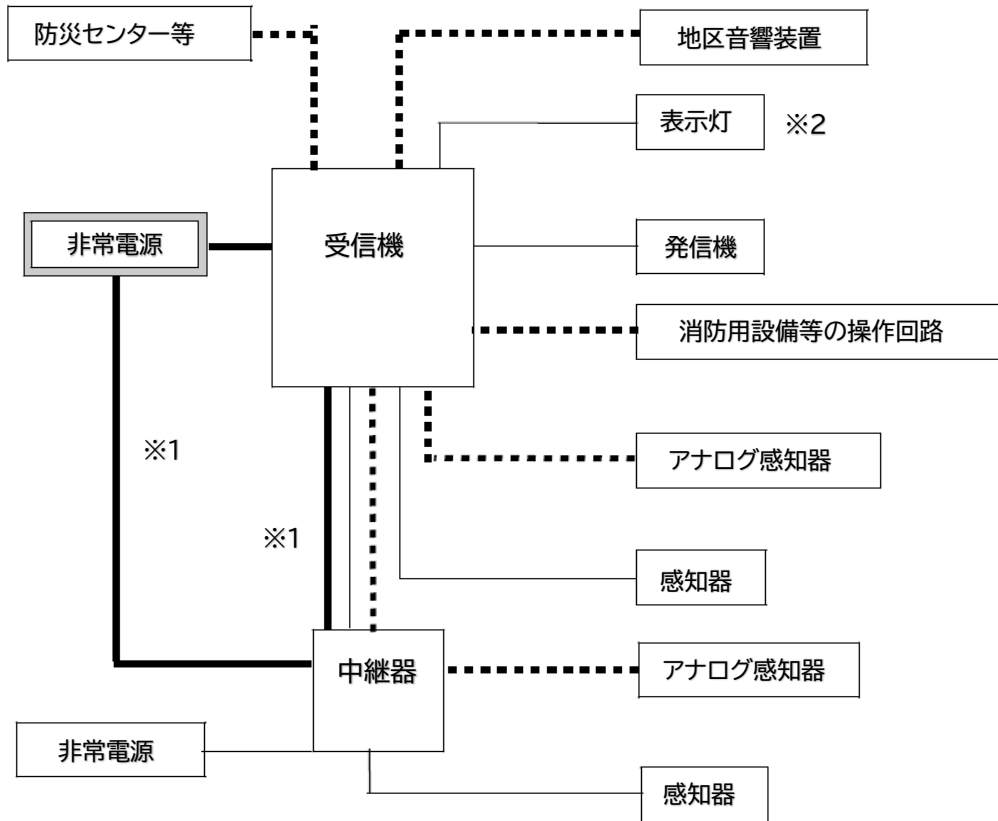 防災センター等
地区音響装置
表示灯 ※2
非常電源
受信機
発信機
消防用設備等の操作回路
※1
アナログ感知器
※1
感知器
中継器
アナログ感知器
非常電源
感知器